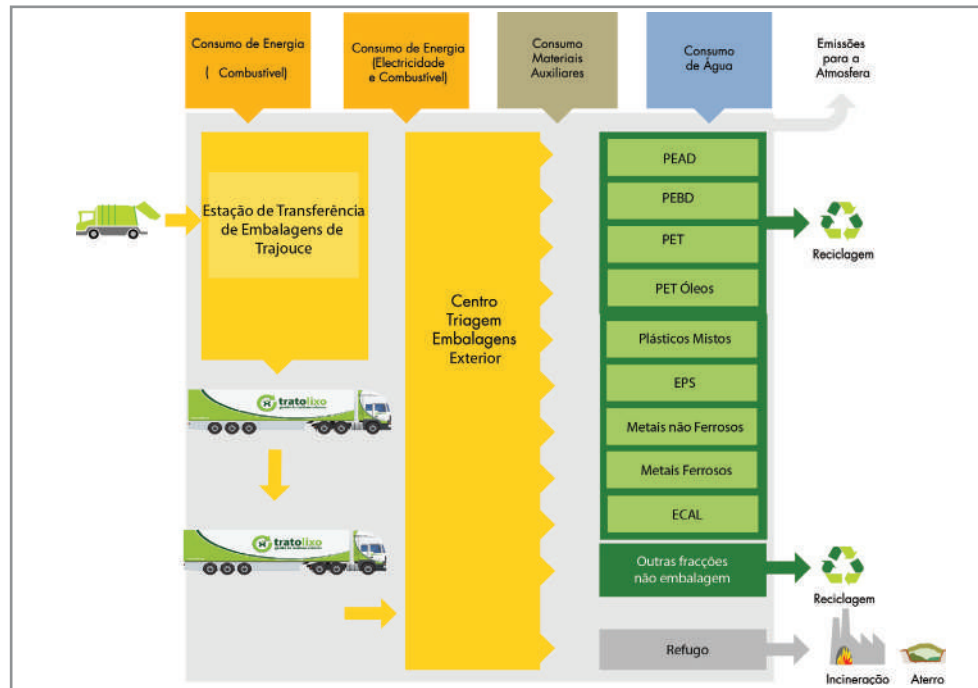 Consumo de Energia
( Combustível)
Consumo de Energia
(Electricidade
e Combustível)
Consumo
Materiais
Auxiliares
Consumo
de Água
Emissões
para a
Atmosfera
Estação de Transferência
de Embalagens de
Trajouce
Centro
Triagem
Embalagens
Exterior
PEAD
PEBD
PET
PET Óleos
Plásticos Mistos
EPS
Metais não Ferrosos
Metais Ferrosos
ECAL
Reciclagem
tratolixo
tratolixo
Outras fracções
não embalagem
Reciclagem
Refugo
Incineração
Aterro